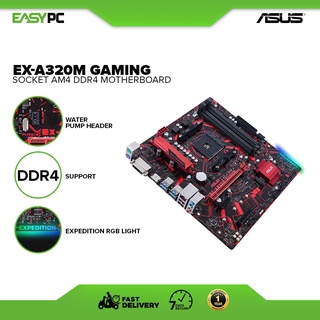 EASYPC
ASUS
EX-A320M GAMING
SOCKET AM4 DDR4 MOTHERBOARD
WATER
PUMP HEADER
DDR4
SUPPORT
EXPEDITION
EXPEDITION RGB LIGHT
FAST
DELIVERY
1